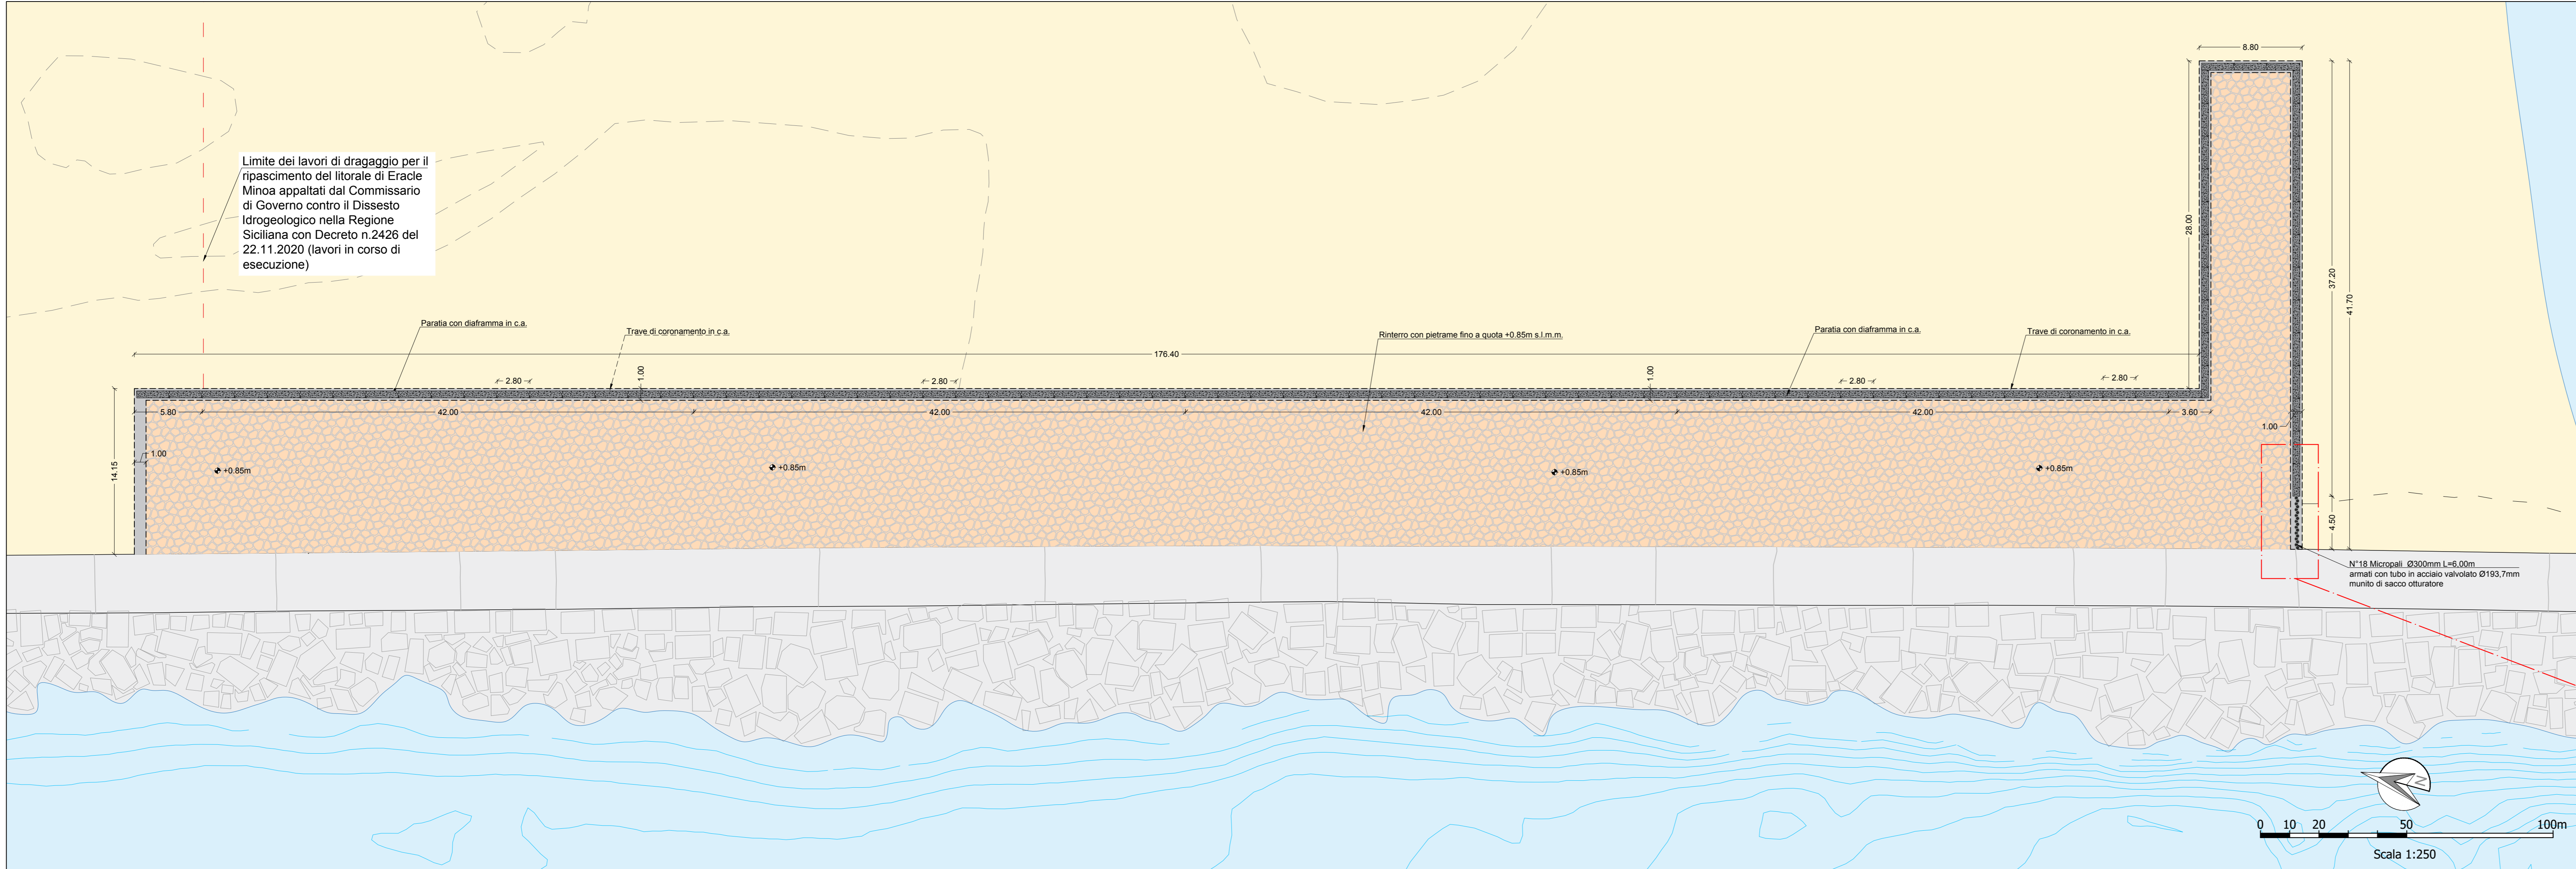 8.80
Limite dei lavori di dragaggio per il
ripascimento del litorale di Eracle
Minoa appaltati dal Commissario
di Governo contro il Dissesto
Idrogeologico nella Regione
Siciliana con Decreto n.2426 del
22.11.2020 (lavori in corso di
esecuzione)
28.00
37.20
41.70
Paratia con diaframma in c.a.
Trave di coronamento in c.a.
Rinterro con pietrame fino a quota +0.85m s.l.m.m.
Paratia con diaframma in c.a.
Trave di coronamento in c.a.
176.40
2.80
1.00
2.80
1.00
2.80
2.80
5.80
42.00
42.00
42.00
42.00
3.60
1.00
1.00
14.15
+0.85m
+0.85m
+0.85m
+0.85m
4.50
N°18 Micropali Ø300mm L=6,00m
armati con tubo in acciaio valvolato Ø193,7mm
munito di sacco otturatore
N
0 10 20 50 100m
Scala 1:250